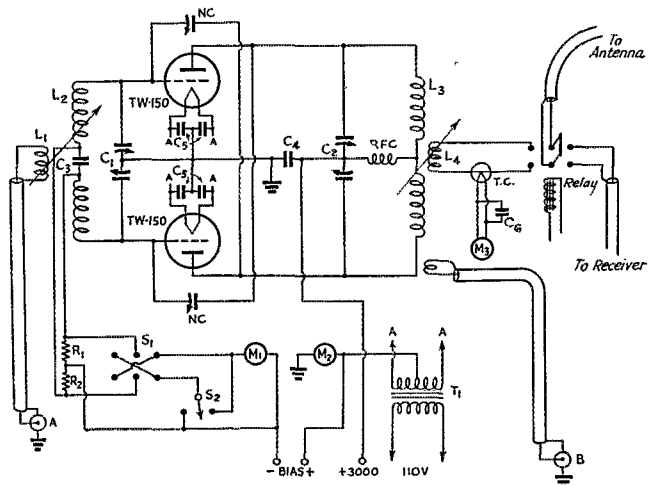 NC
To
Antenna
L2
TW-150
L3
L1
A C5 A
C4
RFC
C3
C1
C2
L4
A C5 A
T.C.
Relay
C6
TW-150
M3
To Receiver
NC
S1
A
A
R1
M1
M2
R2
S2
T1
A
- BIAS +
+3000
110V
B